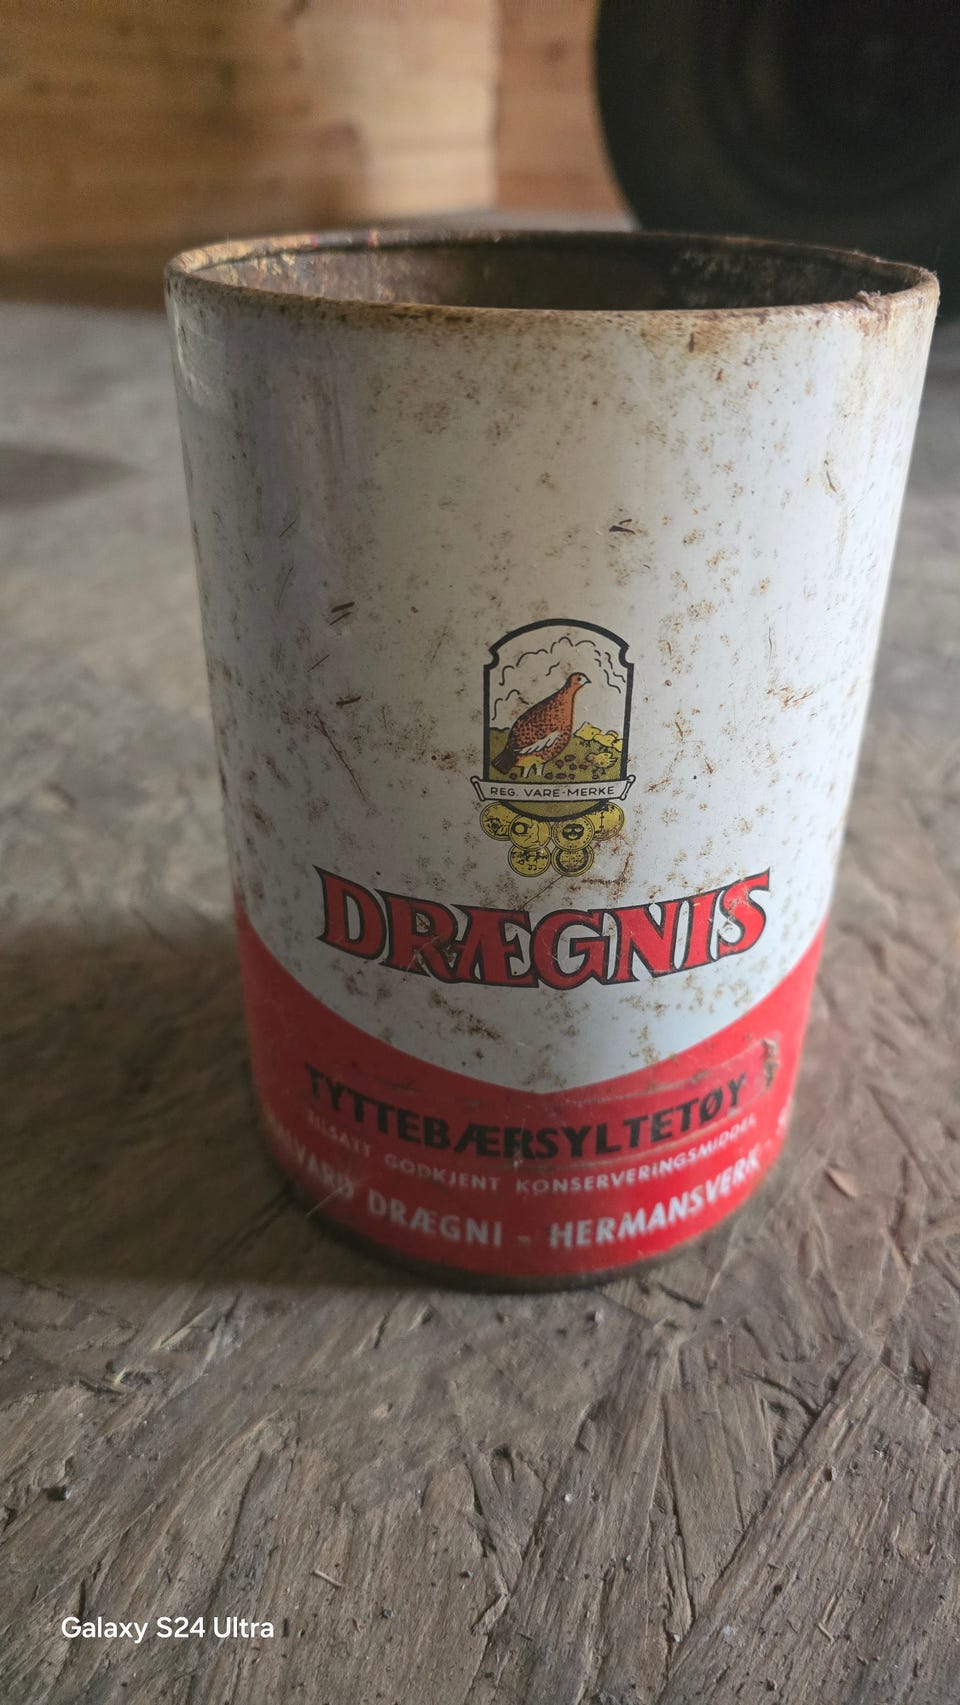 REG. VARE-MERKE
DRÆGNIS
TYTTEBÆRSYLTETØY
TILSATT GODKJENT KONSERVERINGSMIDDEL
DRÆGNI - HERMANSVERK
Galaxy S24 Ultra